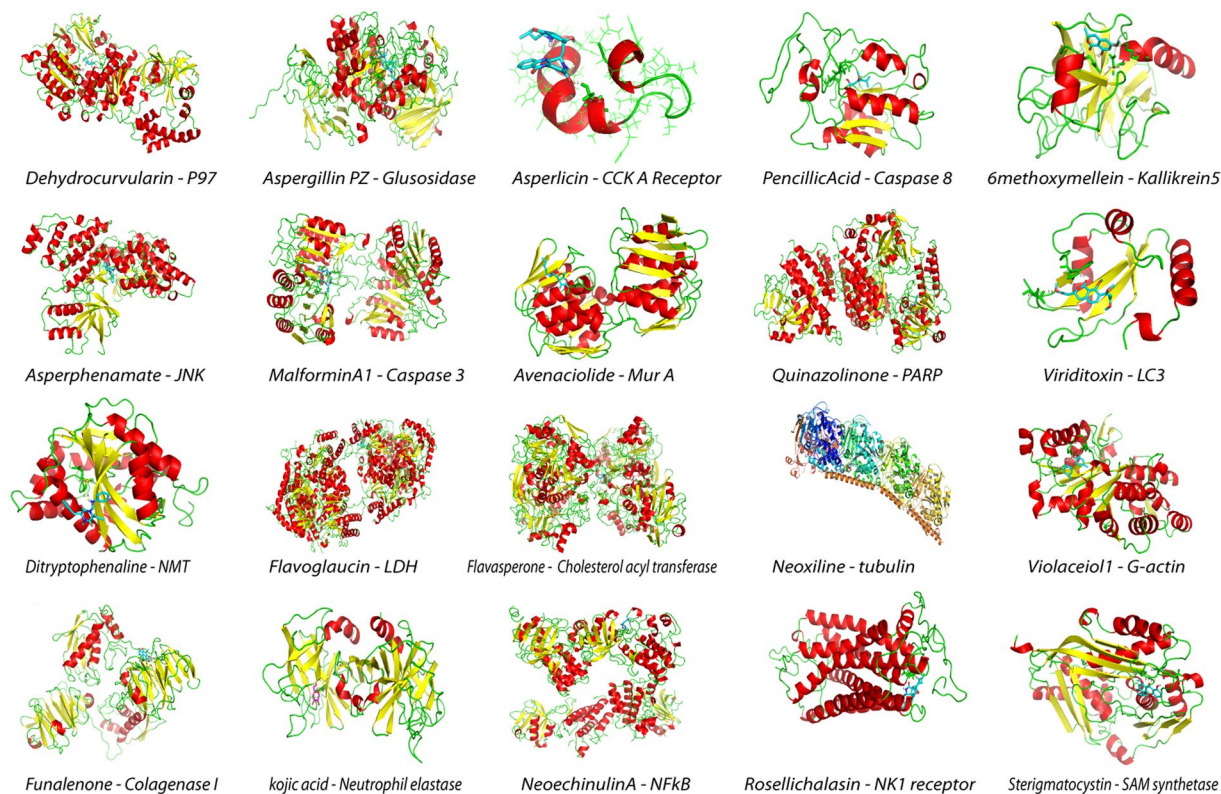 Dehydrocurvularin - P97
Aspergillin PZ - Glusosidase
Asperlicin - CCK A Receptor
PencillicAcid - Caspase 8
6methoxymellein - Kallikrein5
Asperphenamate - JNK
MalforminA1 - Caspase 3
Avenaciolide - Mur A
Quinazolinone - PARP
Viriditoxin - LC3
Ditryptophenaline - NMT
Flavoglaucin - LDH
Flavasperone - Cholesterol acyl transferase
Neoxiline - tubulin
Violaceiol1 - G-actin
Funalenone - Colagenase I
kojic acid - Neutrophil elastase
NeoechinulinA - NFkB
Rosellichalasin - NK1 receptor
Sterigmatocystin - SAM synthetase